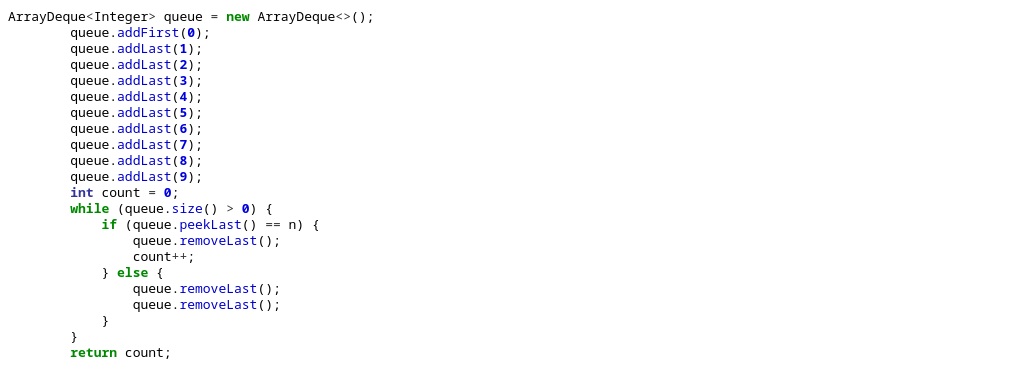 ArrayDeque<Integer> queue = new ArrayDeque<>();
        queue.addFirst(0);
        queue.addLast(1);
        queue.addLast(2);
        queue.addLast(3);
        queue.addLast(4);
        queue.addLast(5);
        queue.addLast(6);
        queue.addLast(7);
        queue.addLast(8);
        queue.addLast(9);
        int count = 0;
        while (queue.size() > 0) {
            if (queue.peekLast() == n) {
                queue.removeLast();
                count++;
            } else {
                queue.removeLast();
                queue.removeLast();
            }
        }
        return count;